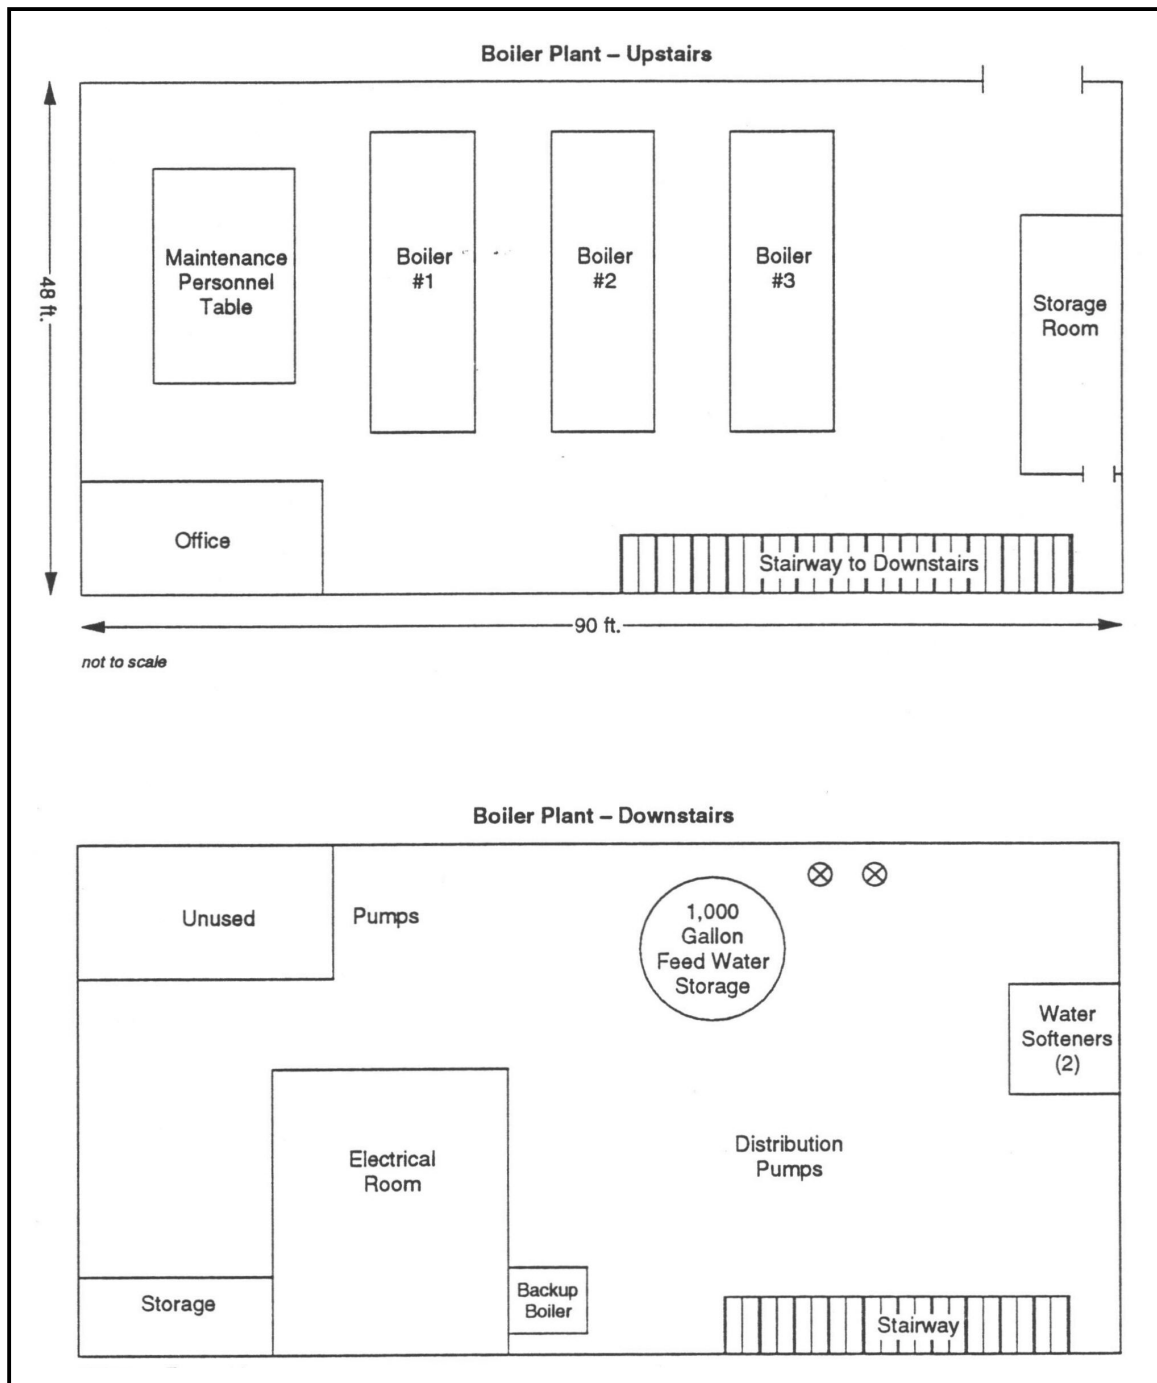 Boiler Plant – Upstairs
48 ft.
Maintenance
Personnel
Table
Boiler
#1
Boiler
#2
Boiler
#3
Storage
Room
Office
Stairway to Downstairs
90 ft.
not to scale
Boiler Plant – Downstairs
Unused
Pumps
1,000
Gallon
Feed Water
Storage
Water
Softeners
(2)
Electrical
Room
Distribution
Pumps
Storage
Backup
Boiler
Stairway